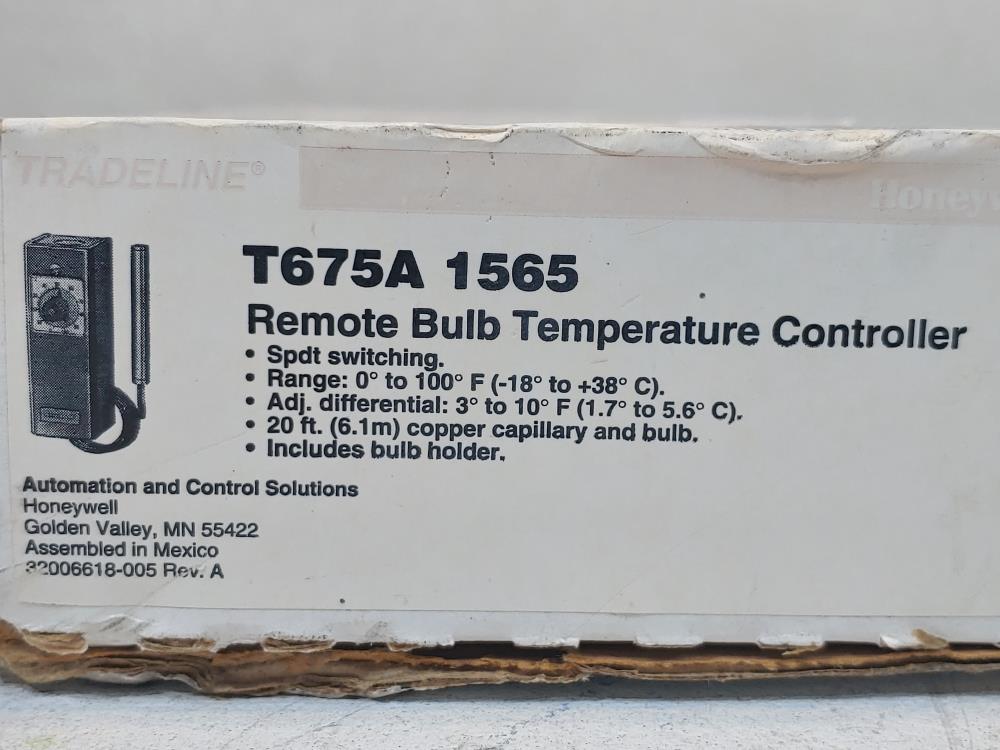 TRADELINE®
T675A 1565
Remote Bulb Temperature Controller
• Spdt switching.
• Range: 0° to 100° F (-18° to +38° C).
• Adj. differential: 3° to 10° F (1.7° to 5.6° C).
• 20 ft. (6.1m) copper capillary and bulb.
• Includes bulb holder.
Automation and Control Solutions
Honeywell
Golden Valley, MN 55422
Assembled in Mexico
32006618-005 Rev. A